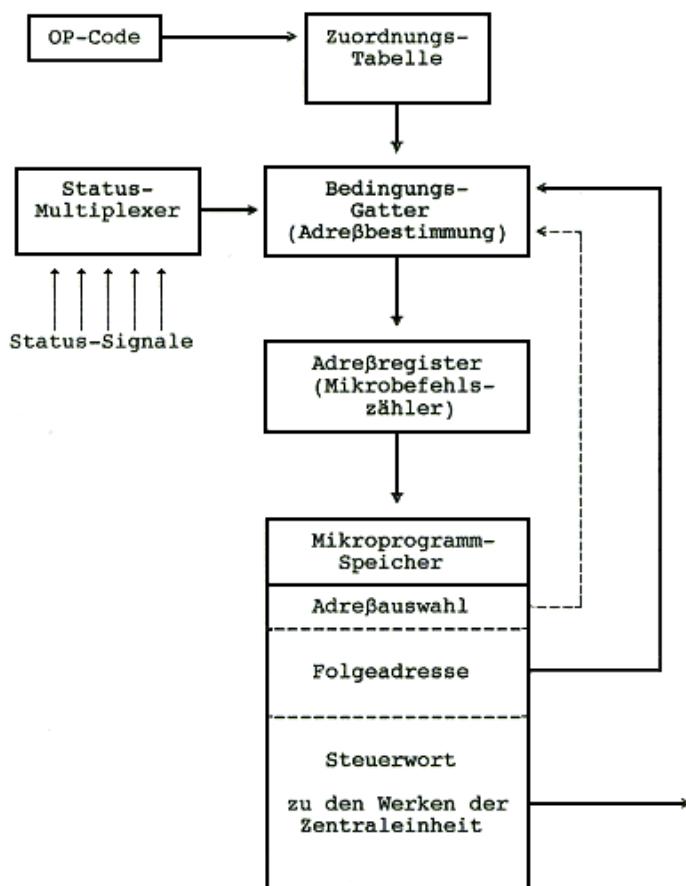 OP-Code
Zuordnungs-
Tabelle
Status-
Multiplexer
Bedingungs-
Gatter
(Adreßbestimmung)
Status-Signale
Adreßregister
(Mikrobefehls-
zähler)
Mikroprogramm-
Speicher
Adreßauswahl
Folgeadresse
Steuerwort
zu den Werken der
Zentraleinheit